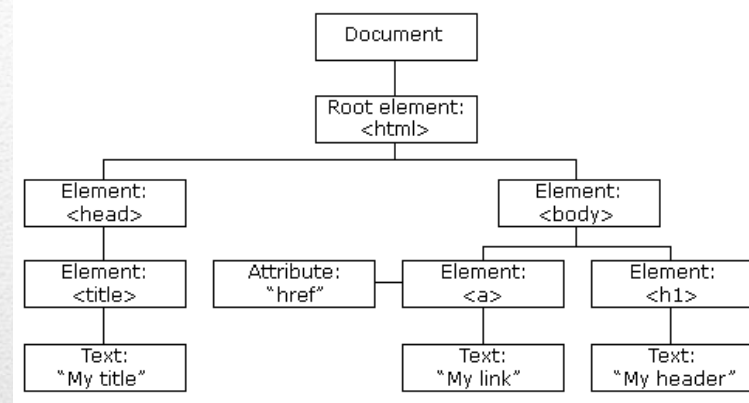 Document
Root element:
<html>
Element:
<head>
Element:
<body>
Element:
<title>
Attribute:
"href"
Element:
<a>
Element:
<h1>
Text:
"My title"
Text:
"My link"
Text:
"My header"